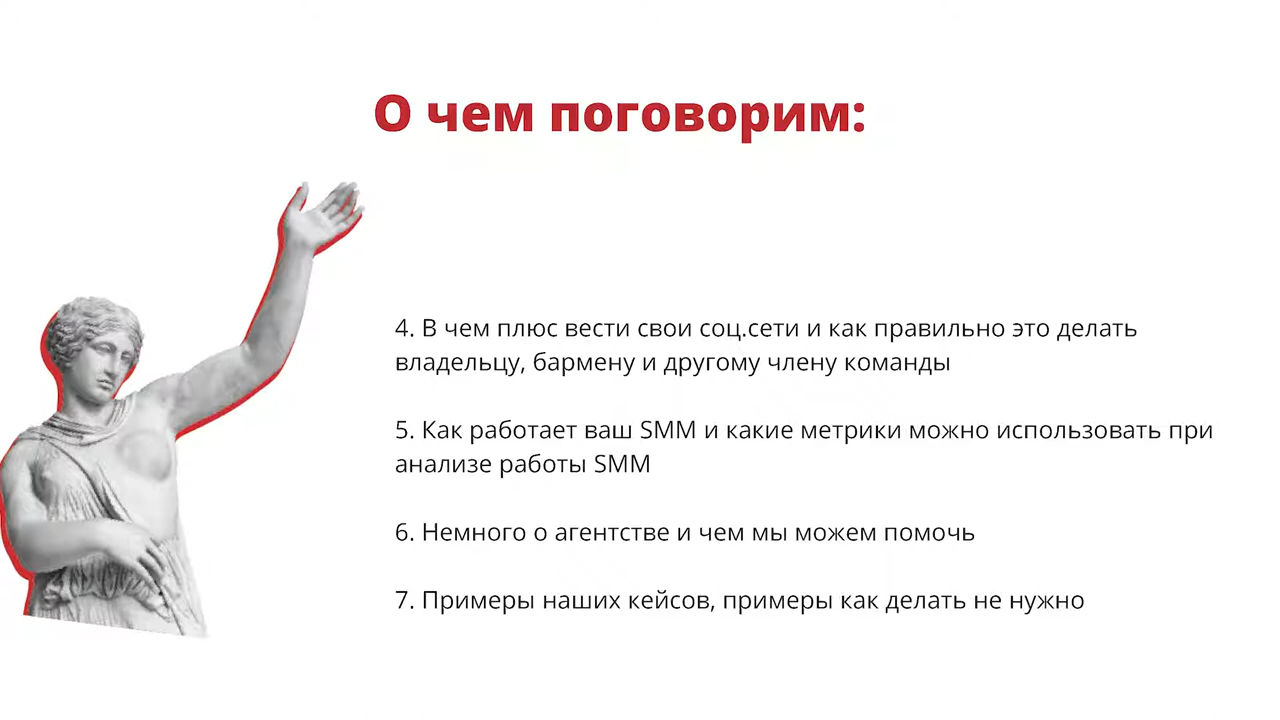 О чем поговорим:
4. В чем плюс вести свои соц.сети и как правильно это делать
владельцу, бармену и другому члену команды
5. Как работает ваш SMM и какие метрики можно использовать при
анализе работы SMM
6. Немного о агентстве и чем мы можем помочь
7. Примеры наших кейсов, примеры как делать не нужно